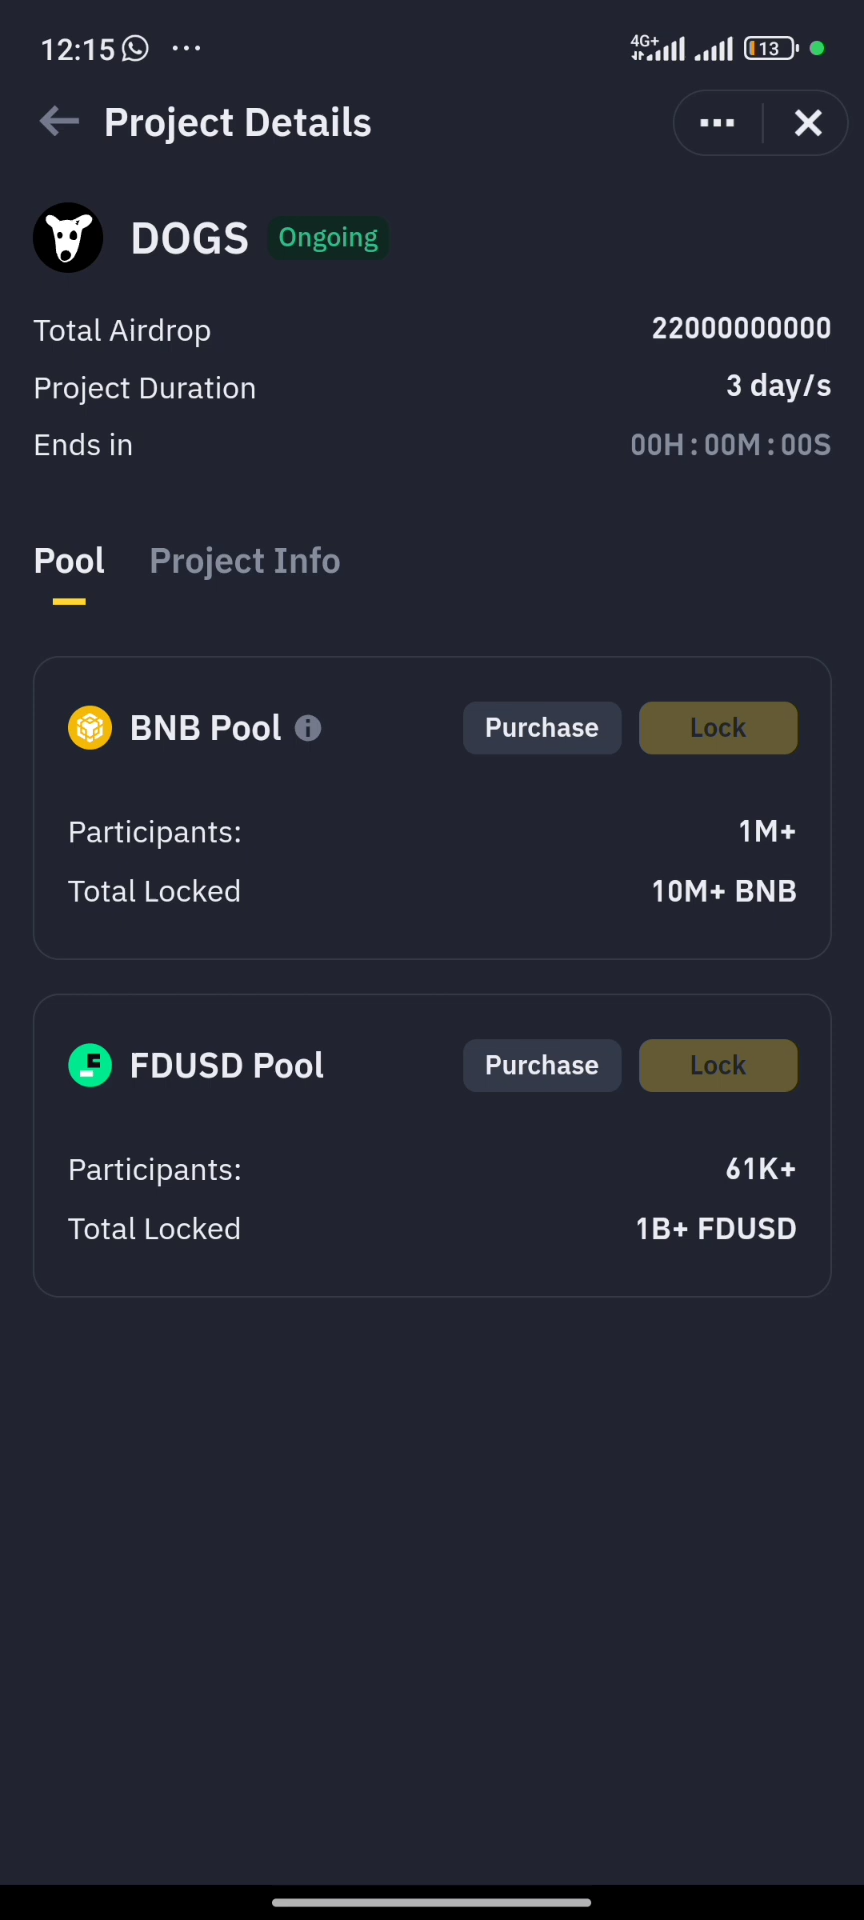 12:15 ... 4G+ 13
Project Details
DOGS Ongoing
Total Airdrop 22000000000
Project Duration 3 day/s
Ends in 00H:00M:00S
Pool Project Info
BNB Pool Purchase Lock
Participants: 1M+
Total Locked 10M+ BNB
FDUSD Pool Purchase Lock
Participants: 61K+
Total Locked 1B+ FDUSD